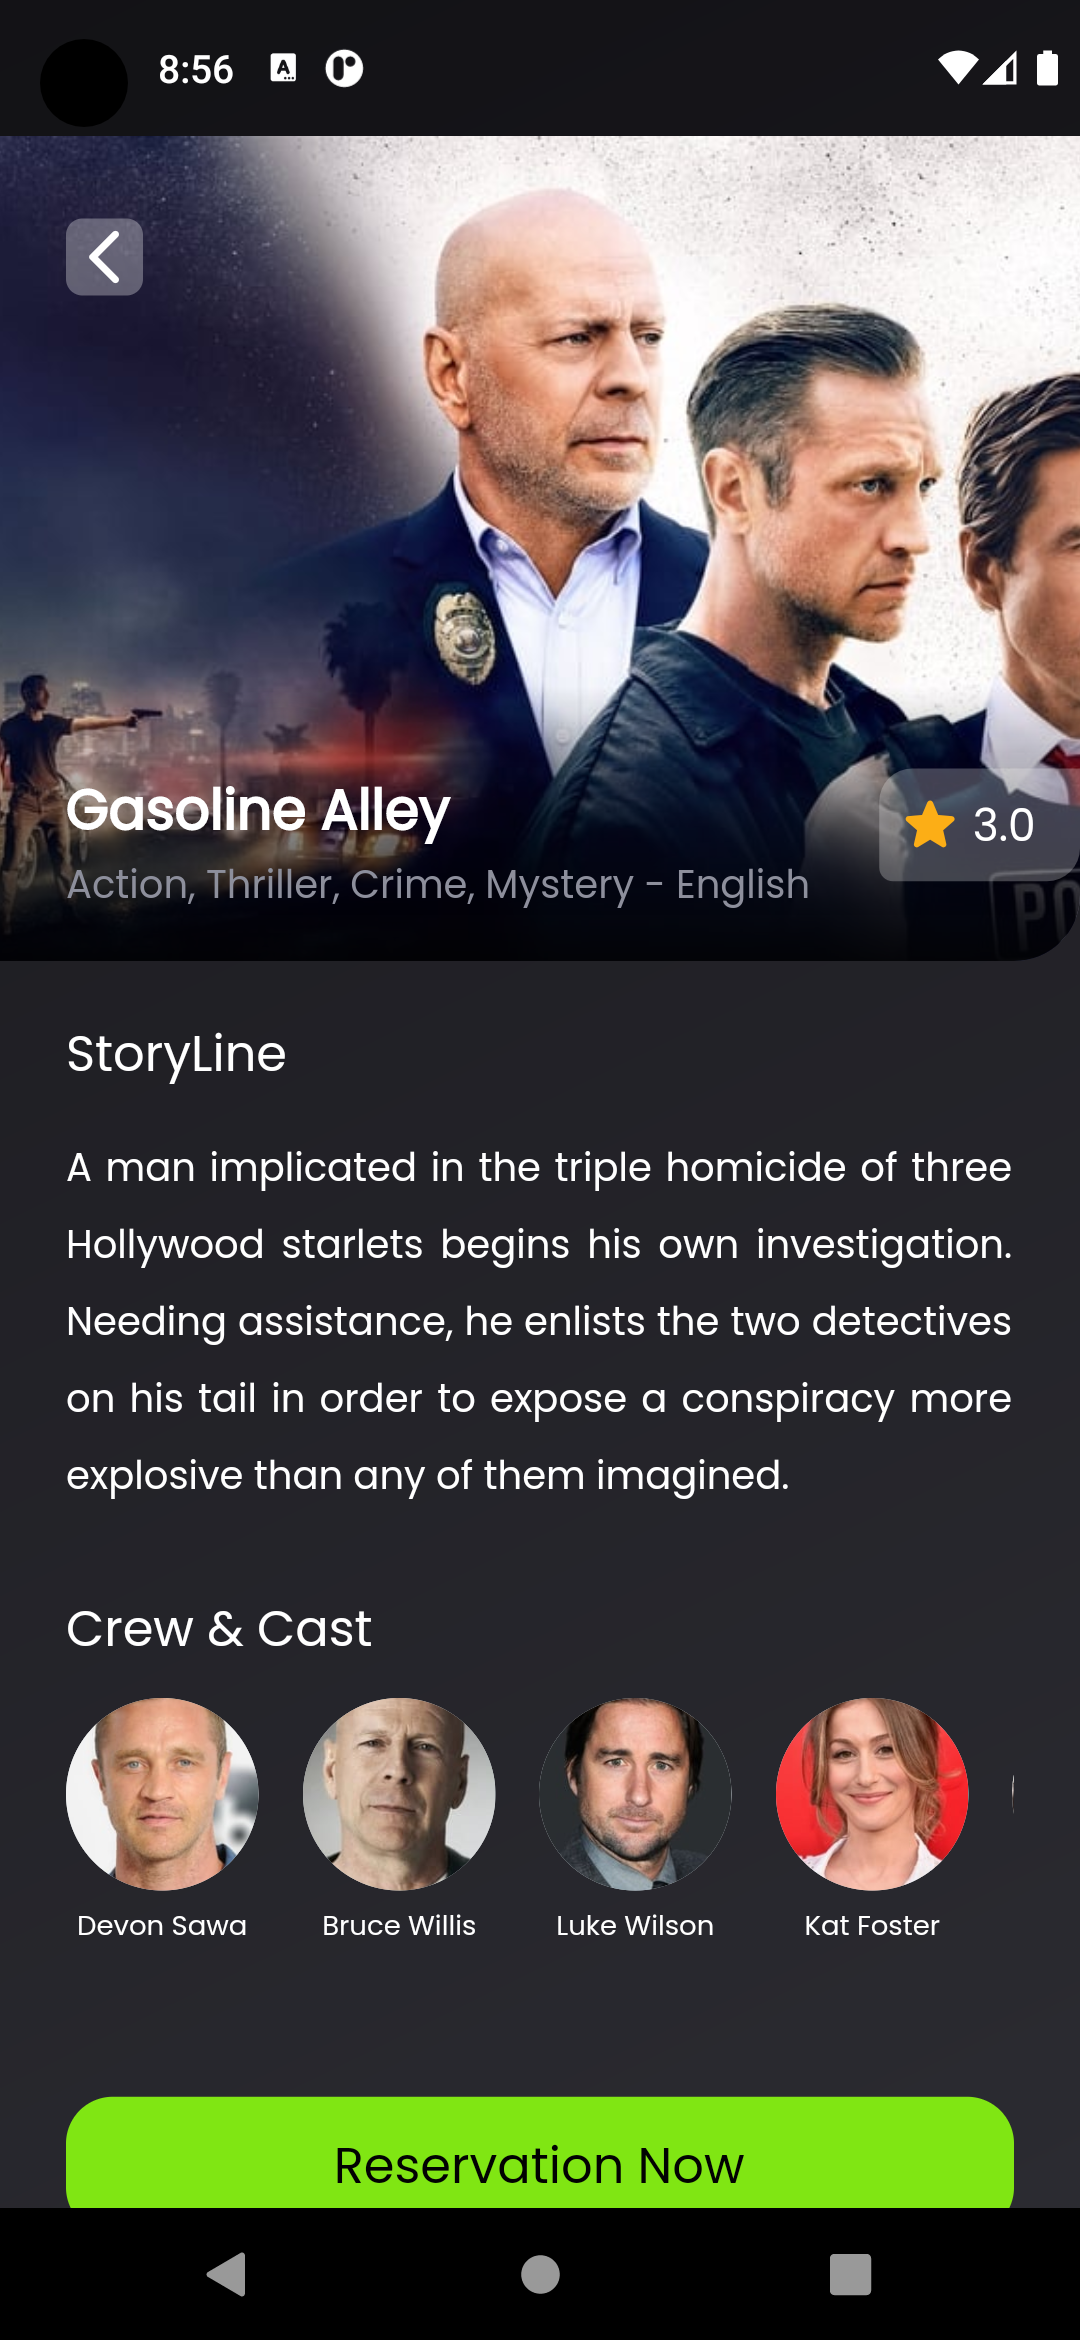 8:56
Gasoline Alley
3.0
Action, Thriller, Crime, Mystery - English
StoryLine
A man implicated in the triple homicide of three
Hollywood starlets begins his own investigation.
Needing assistance, he enlists the two detectives
on his tail in order to expose a conspiracy more
explosive than any of them imagined.
Crew & Cast
Devon Sawa
Bruce Willis
Luke Wilson
Kat Foster
Reservation Now